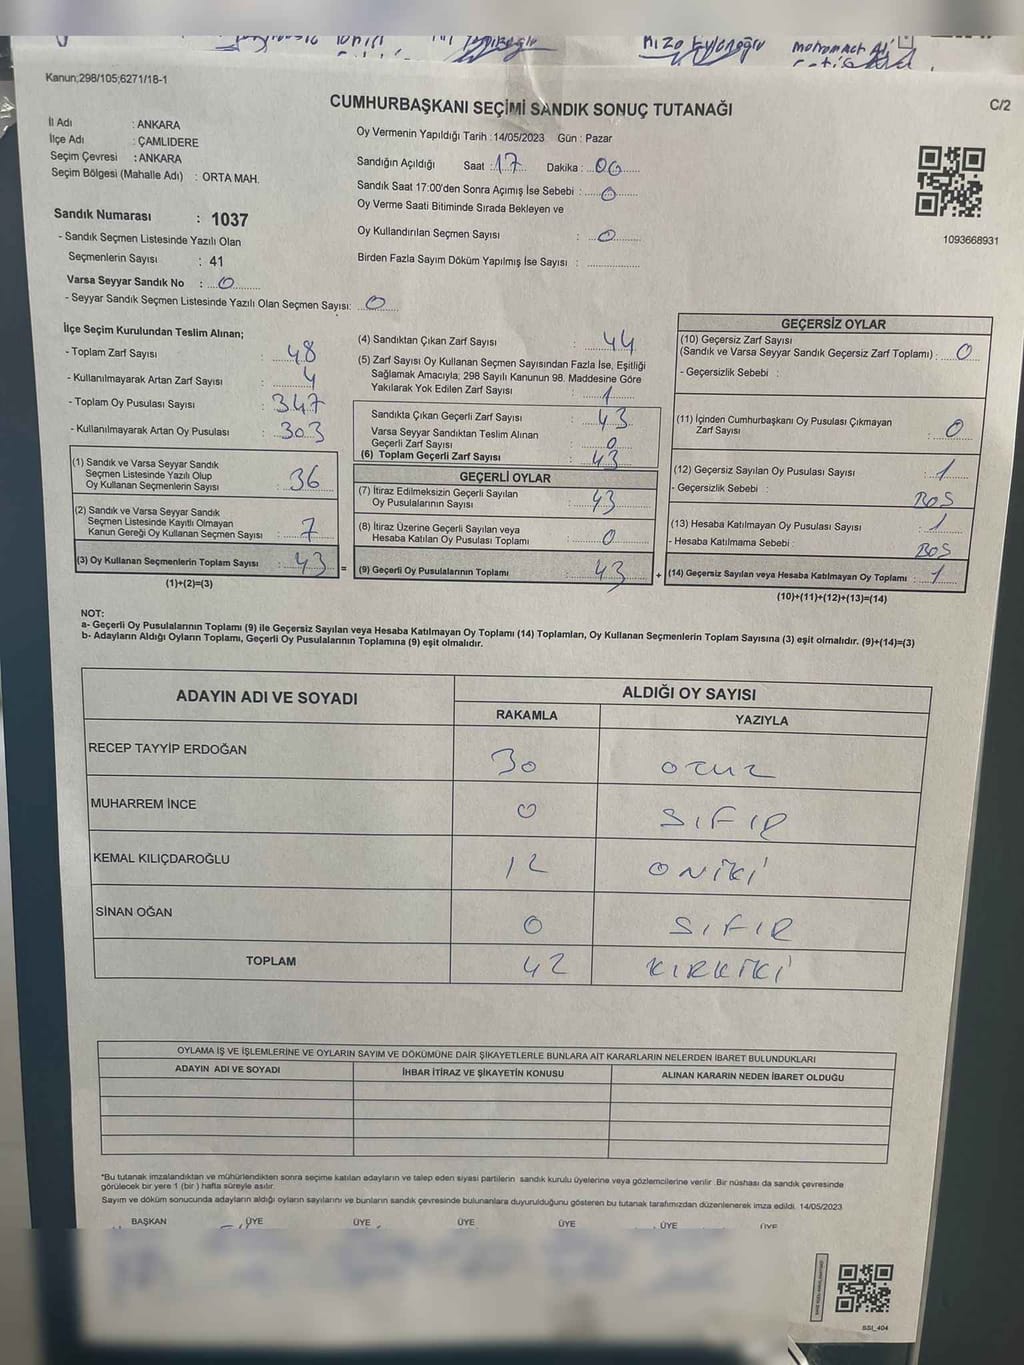 Kanun;298/105;6271/18-1
C/2
CUMHURBAŞKANI SEÇİMİ SANDIK SONUÇ TUTANAĞI
İl Adı : ANKARA
İlçe Adı : ÇAMLIDERE
Seçim Çevresi : ANKARA
Seçim Bölgesi (Mahalle Adı) : ORTA MAH.
Sandık Numarası : 1037
- Sandık Seçmen Listesinde Yazılı Olan
Seçmenlerin Sayısı : 41
Varsa Seyyar Sandık No : 0
- Seyyar Sandık Seçmen Listesinde Yazılı Olan Seçmen Sayısı: 0
Oy Vermenin Yapıldığı Tarih : 14/05/2023 Gün : Pazar
Sandığın Açıldığı Saat : 17 Dakika : 00
Sandık Saat 17:00'den Sonra Açımış İse Sebebi : 0
Oy Verme Saati Bitiminde Sırada Bekleyen ve
Oy Kullandırılan Seçmen Sayısı : 0
Birden Fazla Sayım Döküm Yapılmış İse Sayısı :
1093668931
İlçe Seçim Kurulundan Teslim Alınan;
- Toplam Zarf Sayısı : 48
- Kullanılmayarak Artan Zarf Sayısı : 4
- Toplam Oy Pusulası Sayısı : 347
- Kullanılmayarak Artan Oy Pusulası : 303
(1) Sandık ve Varsa Seyyar Sandık
Seçmen Listesinde Yazılı Olup
Oy Kullanan Seçmenlerin Sayısı : 36
(2) Sandık ve Varsa Seyyar Sandık
Seçmen Listesinde Kayıtlı Olmayan
Kanun Gereği Oy Kullanan Seçmen Sayısı : 7
(3) Oy Kullanan Seçmenlerin Toplam Sayısı : 43 =
(1)+(2)=(3)
(4) Sandıktan Çıkan Zarf Sayısı : 44
(5) Zarf Sayısı Oy Kullanan Seçmen Sayısından Fazla İse, Eşitliği
Sağlamak Amacıyla; 298 Sayılı Kanunun 98. Maddesine Göre
Yakılarak Yok Edilen Zarf Sayısı : 1
Sandıkta Çıkan Geçerli Zarf Sayısı : 43
Varsa Seyyar Sandıktan Teslim Alınan
Geçerli Zarf Sayısı : 0
(6) Toplam Geçerli Zarf Sayısı : 43
GEÇERLİ OYLAR
(7) İtiraz Edilmeksizin Geçerli Sayılan
Oy Pusulalarının Sayısı : 43
(8) İtiraz Üzerine Geçerli Sayılan veya
Hesaba Katılan Oy Pusulası Toplamı : 0
(9) Geçerli Oy Pusulalarının Toplamı : 43 +
GEÇERSİZ OYLAR
(10) Geçersiz Zarf Sayısı
(Sandık ve Varsa Seyyar Sandık Geçersiz Zarf Toplamı) : 0
- Geçersizlik Sebebi :
(11) İçinden Cumhurbaşkanı Oy Pusulası Çıkmayan
Zarf Sayısı : 0
(12) Geçersiz Sayılan Oy Pusulası Sayısı : 1
- Geçersizlik Sebebi : BOS
(13) Hesaba Katılmayan Oy Pusulası Sayısı : 1
- Hesaba Katılmama Sebebi : BOS
(14) Geçersiz Sayılan veya Hesaba Katılmayan Oy Toplamı : 1
(10)+(11)+(12)+(13)=(14)
NOT:
a- Geçerli Oy Pusulalarının Toplamı (9) ile Geçersiz Sayılan veya Hesaba Katılmayan Oy Toplamı (14) Toplamları, Oy Kullanan Seçmenlerin Toplam Sayısına (3) eşit olmalıdır. (9)+(14)=(3)
b- Adayların Aldığı Oyların Toplamı, Geçerli Oy Pusulalarının Toplamına (9) eşit olmalıdır.
ADAYIN ADI VE SOYADI ALDIĞI OY SAYISI
RAKAMLA YAZIYLA
RECEP TAYYİP ERDOĞAN 30 OTUZ
MUHARREM İNCE 0 SIFIR
KEMAL KILIÇDAROĞLU 12 ONİKİ
SİNAN OĞAN 0 SIFIR
TOPLAM 42 KIRKİKİ
OYLAMA İŞ VE İŞLEMLERİNE VE OYLARIN SAYIM VE DÖKÜMÜNE DAİR ŞİKAYETLERLE BUNLARA AİT KARARLARIN NELERDEN İBARET BULUNDUKLARI
ADAYIN ADI VE SOYADI İHBAR İTİRAZ VE ŞİKAYETİN KONUSU ALINAN KARARIN NEDEN İBARET OLDUĞU
*Bu tutanak imzalandıktan ve mühürlendikten sonra seçime katılan adayların ve talep eden siyasi partilerin sandık kurulu üyelerine veya gözlemcilerine verilir. Bir nüshası da sandık çevresinde
görülecek bir yere 1 (bir) hafta süreyle asılır.
Sayım ve döküm sonucunda adayların aldığı oyların sayılarını ve bunların sandık çevresinde bulunanlara duyurulduğunu gösteren bu tutanak tarafımızdan düzenlenerek imza edildi. 14/05/2023
BAŞKAN ÜYE ÜYE ÜYE ÜYE ÜYE ÜYE
SSI_404